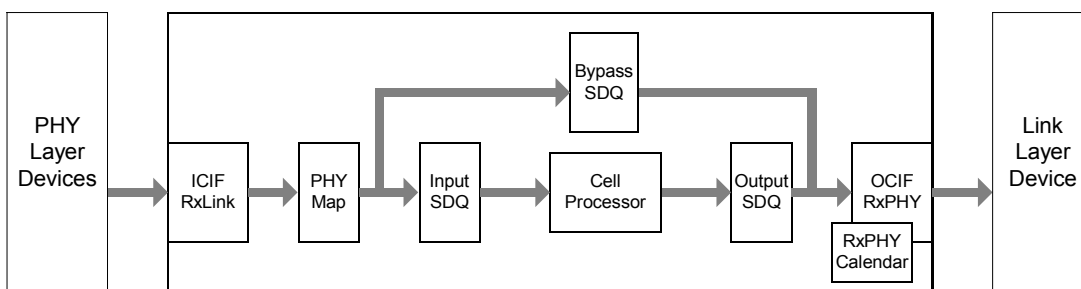 PHY
Layer
Devices
ICIF
RxLink
PHY
Map
Bypass
SDQ
Input
SDQ
Cell
Processor
Output
SDQ
OCIF
RxPHY
RxPHY
Calendar
Link
Layer
Device